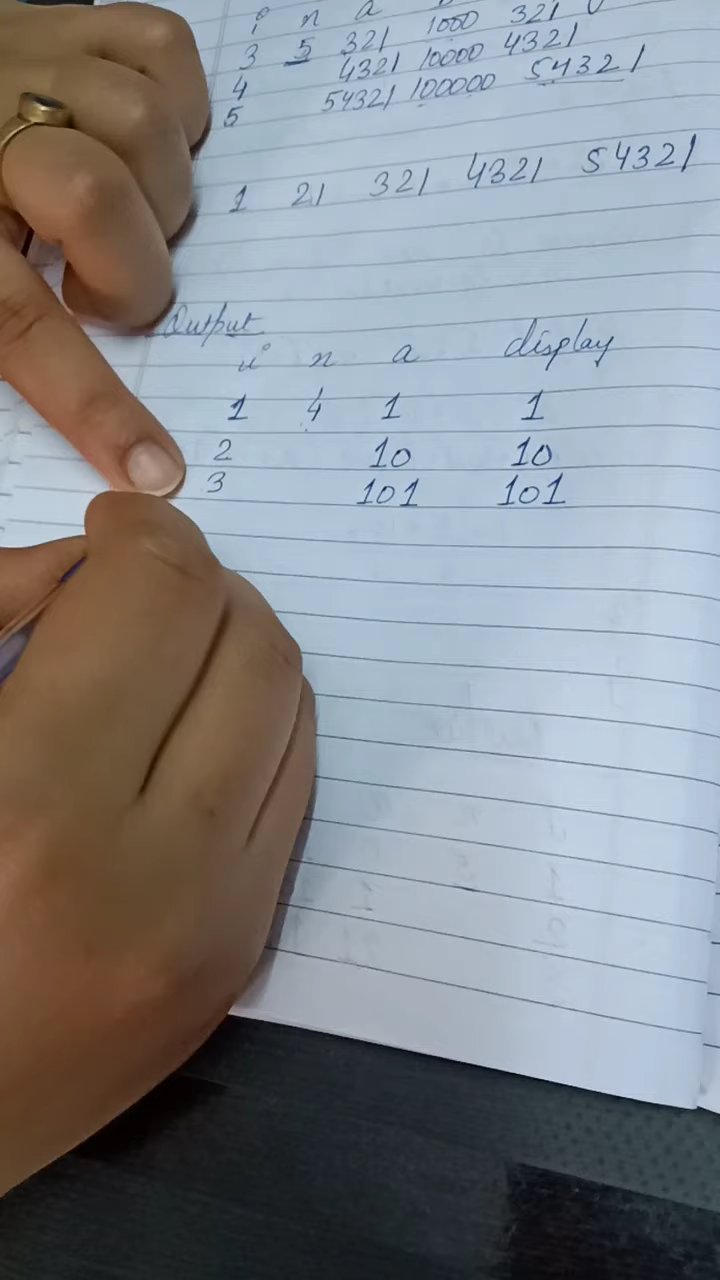 i n a
3 5 321 1000 321
4 4321 10000 4321
5 54321 100000 54321
1 21 321 4321 54321
Output
i n a display
1 4 1 1
2 10 10
3 101 101